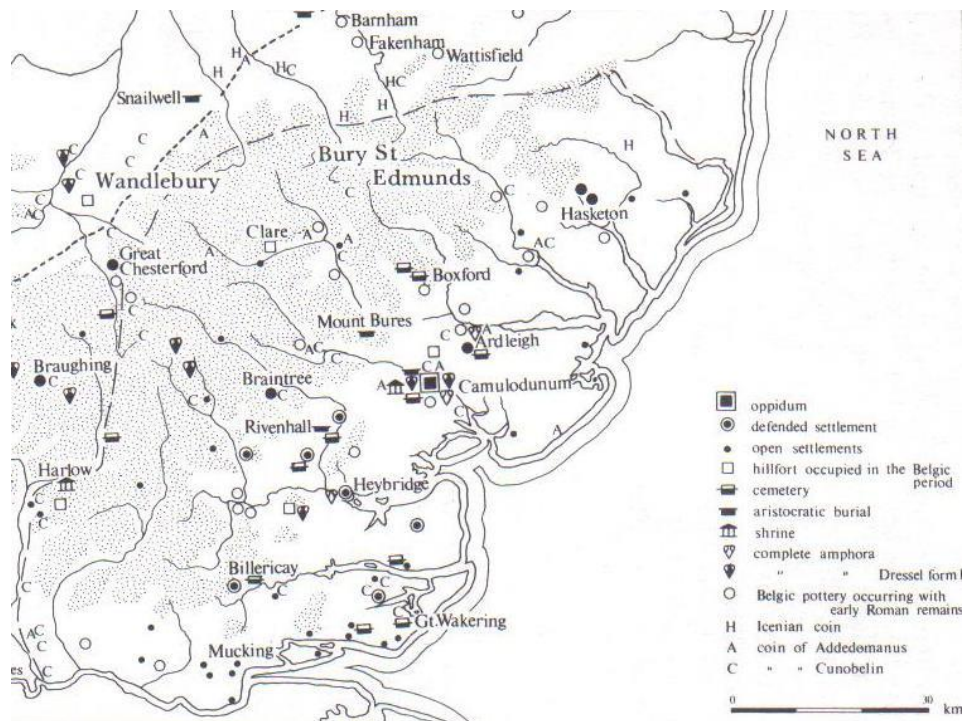 Barnham
Fakenham
Wattisfield
H
A
H
HC
HC
Snailwell
C
C
C
C
A
H
H
H
NORTH
SEA
Bury St
Edmunds
Wandlebury
C
C
C
AC
A
C
Hasketon
Clare
A
A
C
AC
Great
Chesterford
C
Boxford
Mount Bures
C
A
Ardleigh
AC
C
C
Braughing
C
C
C A
Braintree
C
A
Camulodunum
C
C
Rivenhall
A
Harlow
Heybridge
C
C
C
Billericay
C
C
C
C
C
Gt.Wakering
A
C
C
C
Mucking
es
C
oppidum
defended settlement
open settlements
hillfort occupied in the Belgic
period
cemetery
aristocratic burial
shrine
complete amphora
" " Dressel form I
Belgic pottery occurring with
early Roman remains
H Icenian coin
A coin of Addedomanus
C " " Cunobelin
0 30
km